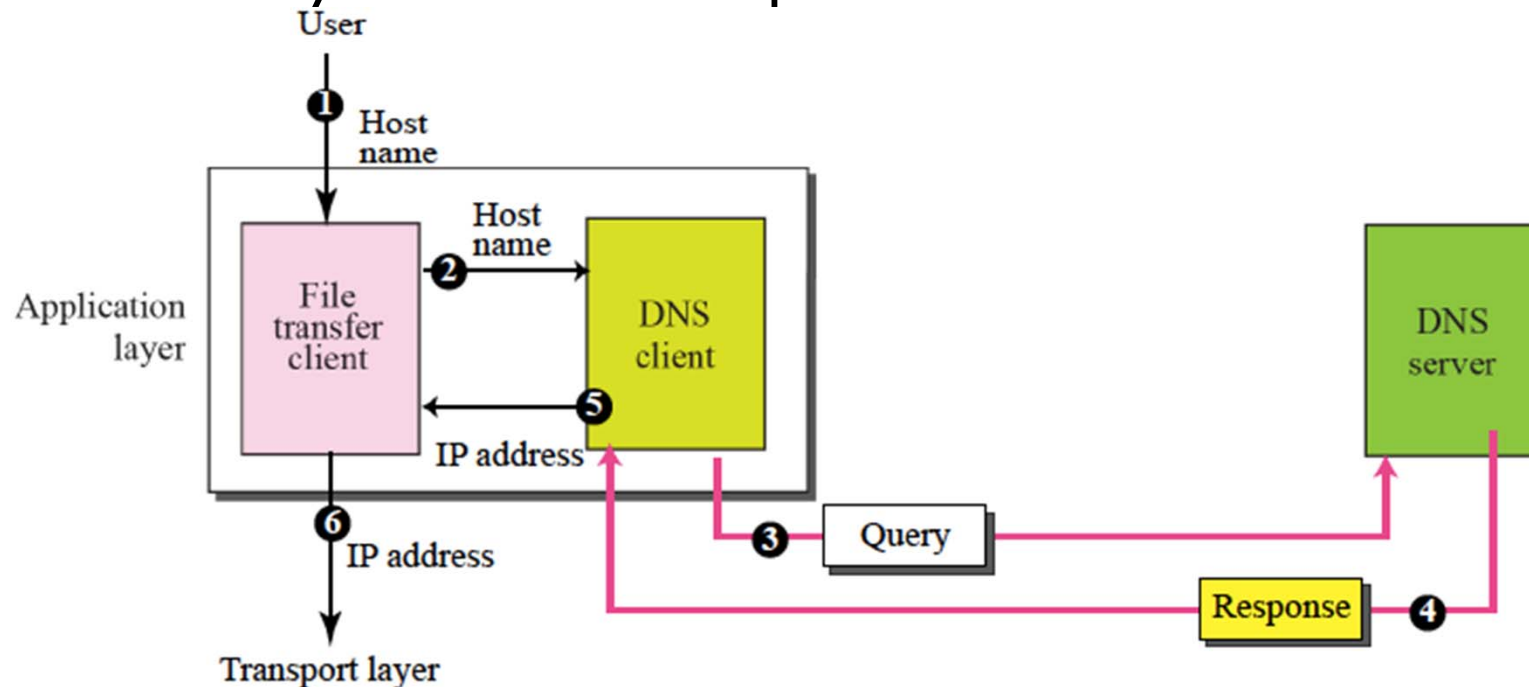 User
1
Host
name
Host
name
2
File
transfer
client
DNS
client
DNS
server
Application
layer
5
IP address
6
IP address
3
Query
Response
4
Transport layer